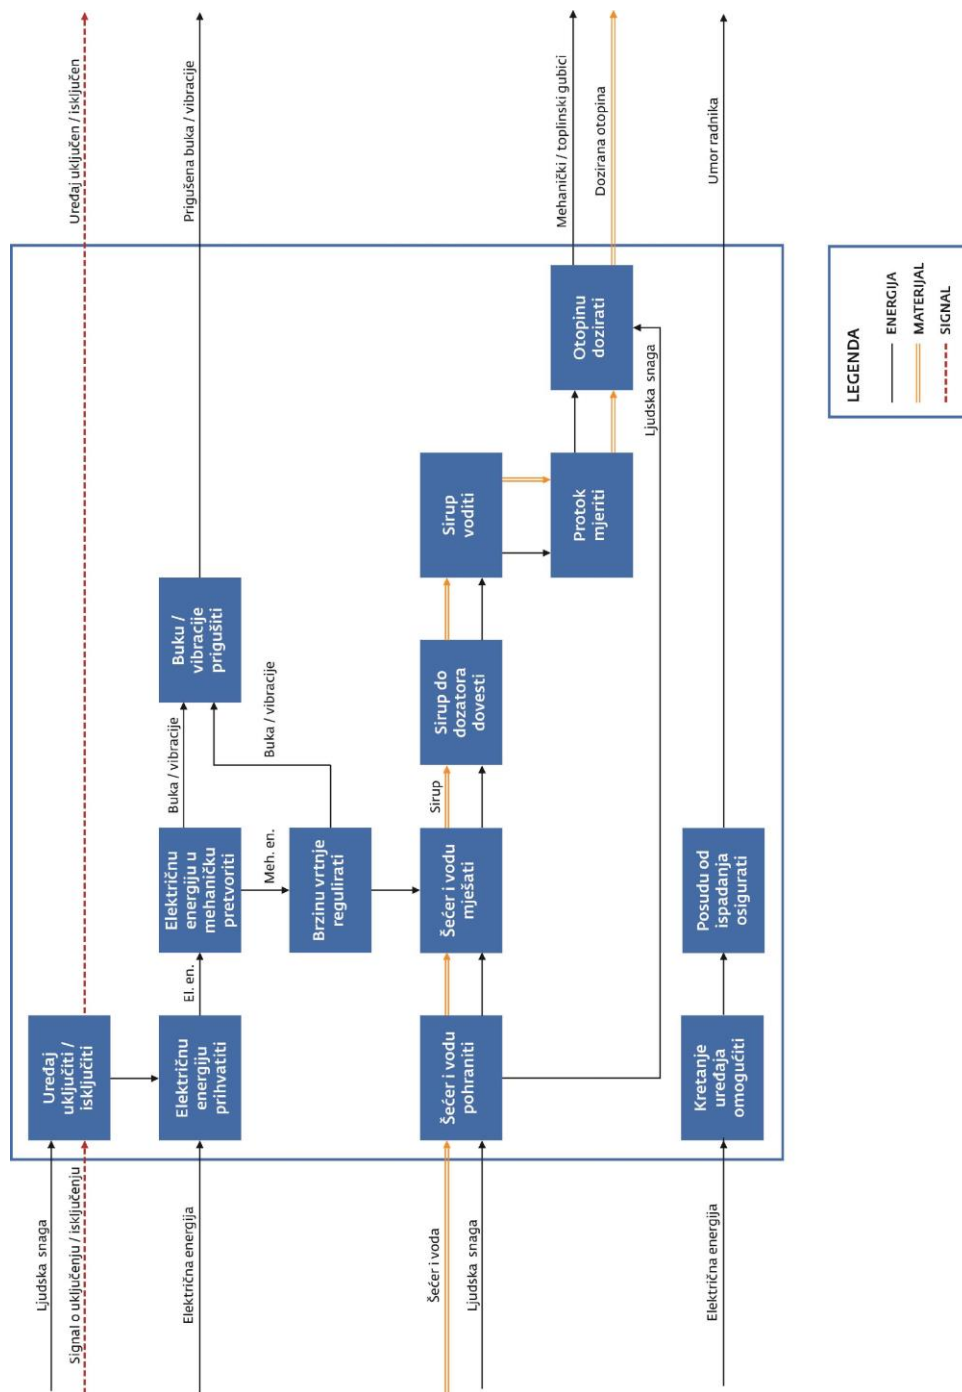 Ljudska snaga
Signal o uključenju / isključenju
Uređaj
uključiti /
isključiti
Uređaj uključen / isključen
Električna energija
Električnu
energiju
prihvatiti
El. en.
Električnu
energiju u
mehaničku
pretvoriti
Buka / vibracije
Buku /
vibracije
prigušiti
Prigušena buka / vibracije
Meh. en.
Brzinu vrtnje
regulirati
Buka / vibracije
Šećer i voda
Ljudska snaga
Šećer i vodu
pohraniti
Šećer i vodu
mješati
Sirup
Sirup do
dozatora
dovesti
Sirup
voditi
Protok
mjeriti
Otopinu
dozirati
Mehanički / toplinski gubici
Dozirana otopina
Ljudska snaga
Električna energija
Kretanje
uređaja
omogućiti
Posudu od
ispadanja
osigurati
Umor radnika
LEGENDA
ENERGIJA
MATERIJAL
SIGNAL